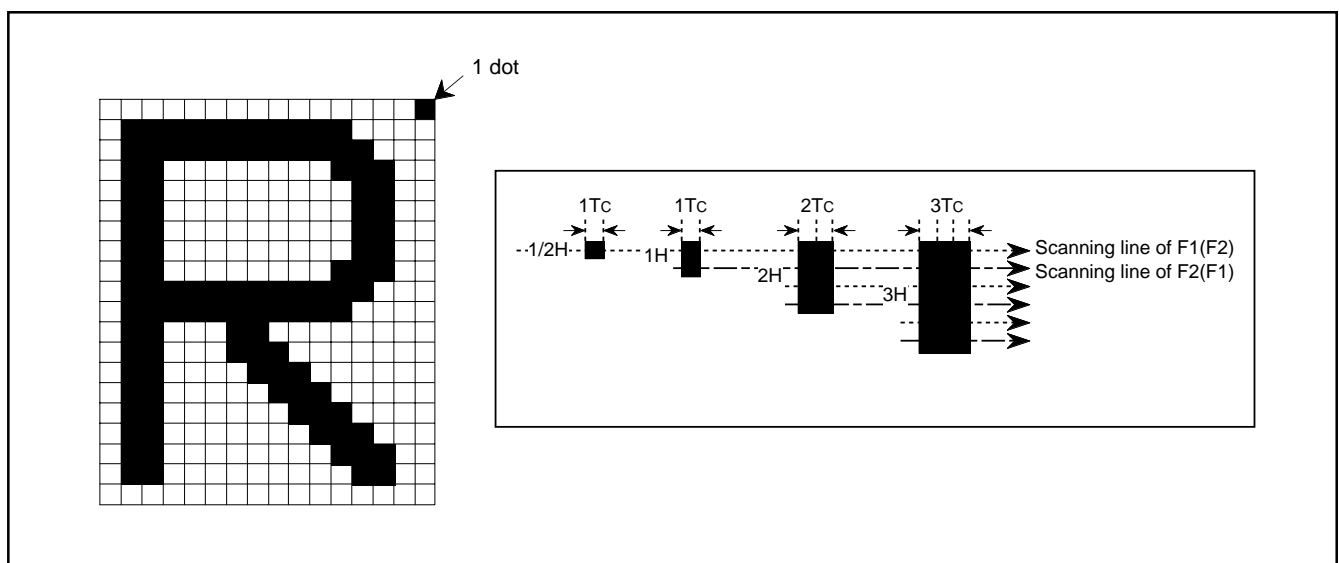 1 dot
1Tc 1Tc 2Tc 3Tc
1/2H 1H 2H 3H
Scanning line of F1(F2)
Scanning line of F2(F1)
R